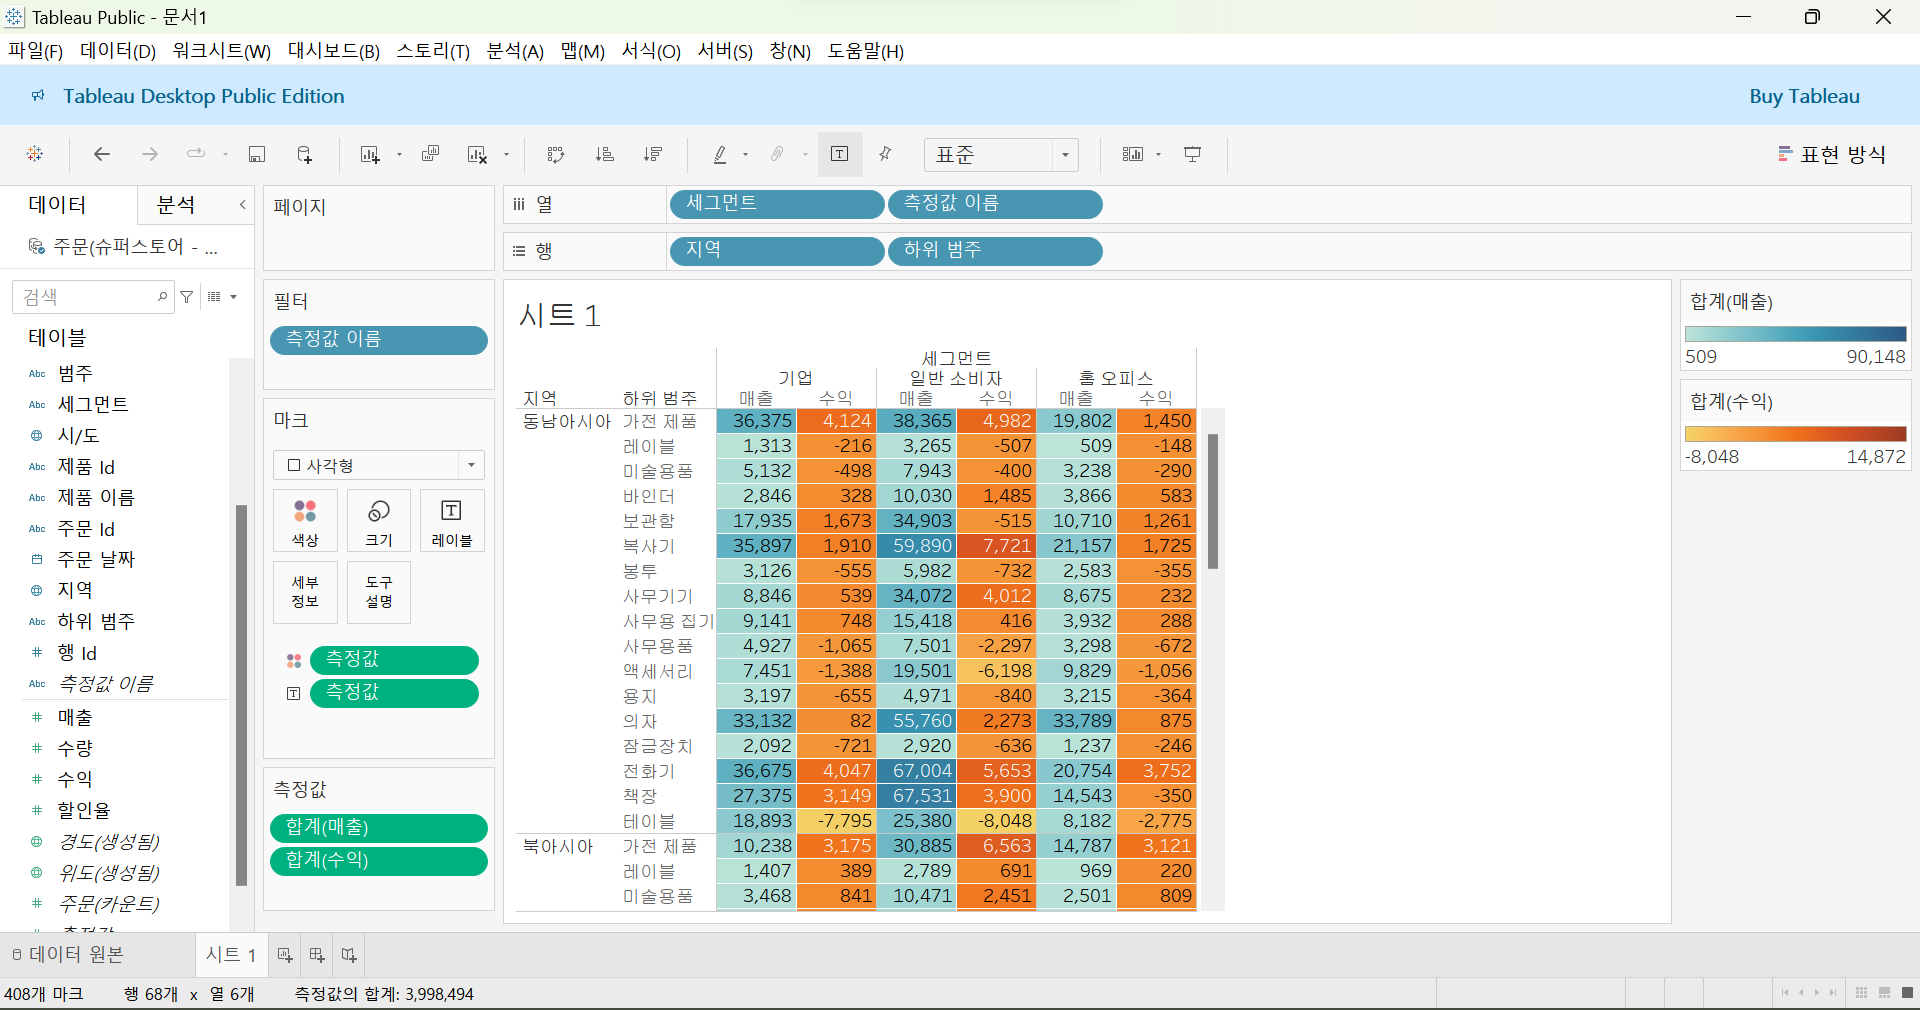 Tableau Public - 문서1
파일(F) 데이터(D) 워크시트(W) 대시보드(B) 스토리(T) 분석(A) 맵(M) 서식(O) 서버(S) 창(N) 도움말(H)
Tableau Desktop Public Edition Buy Tableau
표준
표현 방식
데이터 분석
주문(슈퍼스토어 - ...
검색
테이블
Abc 범주
Abc 세그먼트
시/도
Abc 제품 Id
Abc 제품 이름
Abc 주문 Id
주문 날짜
지역
Abc 하위 범주
# 행 Id
Abc 측정값 이름
# 매출
# 수량
# 수익
# 할인율
경도(생성됨)
위도(생성됨)
# 주문(카운트)
페이지
필터
측정값 이름
마크
사각형
색상 크기 레이블
세부 정보
도구 설명
측정값
측정값
측정값
합계(매출)
합계(수익)
열 세그먼트 측정값 이름
행 지역 하위 범주
시트 1
세그먼트
기업 일반 소비자 홈 오피스
지역 하위 범주 매출 수익 매출 수익 매출 수익
동남아시아 가전 제품 36,375 4,124 38,365 4,982 19,802 1,450
레이블 1,313 -216 3,265 -507 509 -148
미술용품 5,132 -498 7,943 -400 3,238 -290
바인더 2,846 328 10,030 1,485 3,866 583
보관함 17,935 1,673 34,903 -515 10,710 1,261
복사기 35,897 1,910 59,890 7,721 21,157 1,725
봉투 3,126 -555 5,982 -732 2,583 -355
사무기기 8,846 539 34,072 4,012 8,675 232
사무용 집기 9,141 748 15,418 416 3,932 288
사무용품 4,927 -1,065 7,501 -2,297 3,298 -672
액세서리 7,451 -1,388 19,501 -6,198 9,829 -1,056
용지 3,197 -655 4,971 -840 3,215 -364
의자 33,132 82 55,760 2,273 33,789 875
잠금장치 2,092 -721 2,920 -636 1,237 -246
전화기 36,675 4,047 67,004 5,653 20,754 3,752
책장 27,375 3,149 67,531 3,900 14,543 -350
테이블 18,893 -7,795 25,380 -8,048 8,182 -2,775
북아시아 가전 제품 10,238 3,175 30,885 6,563 14,787 3,121
레이블 1,407 389 2,789 691 969 220
미술용품 3,468 841 10,471 2,451 2,501 809
합계(매출)
509 90,148
합계(수익)
-8,048 14,872
데이터 원본 시트 1
408개 마크 행 68개 x 열 6개 측정값의 합계: 3,998,494